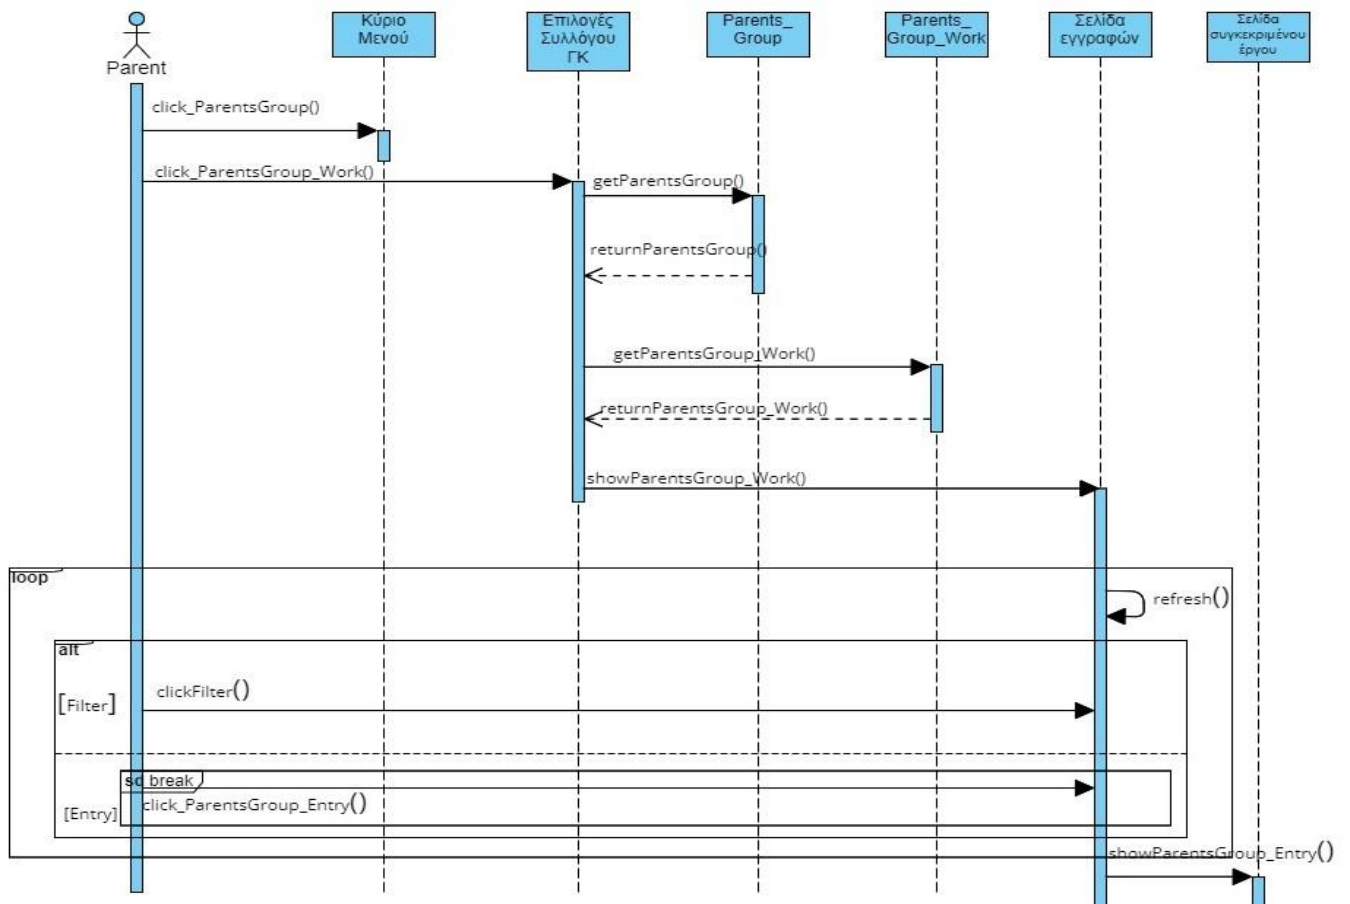 Parent
Κύριο
Μενού
Επιλογές
Συλλόγου
ΓΚ
Parents_
Group
Parents_
Group_Work
Σελίδα
εγγραφών
Σελίδα
συγκεκριμένου
έργου
click_ParentsGroup()
click_ParentsGroup_Work()
getParentsGroup()
returnParentsGroup()
getParentsGroup_Work()
returnParentsGroup_Work()
showParentsGroup_Work()
loop
refresh()
alt
[Filter]
clickFilter()
sd break
[Entry]
click_ParentsGroup_Entry()
showParentsGroup_Entry()